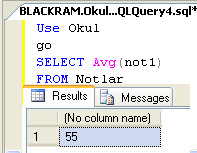 BLACKRAM.Okul...QLQuery4.sql*
Use Okul
go
SELECT Avg(not1)
FROM Notlar
Results Messages
(No column name)
1 55